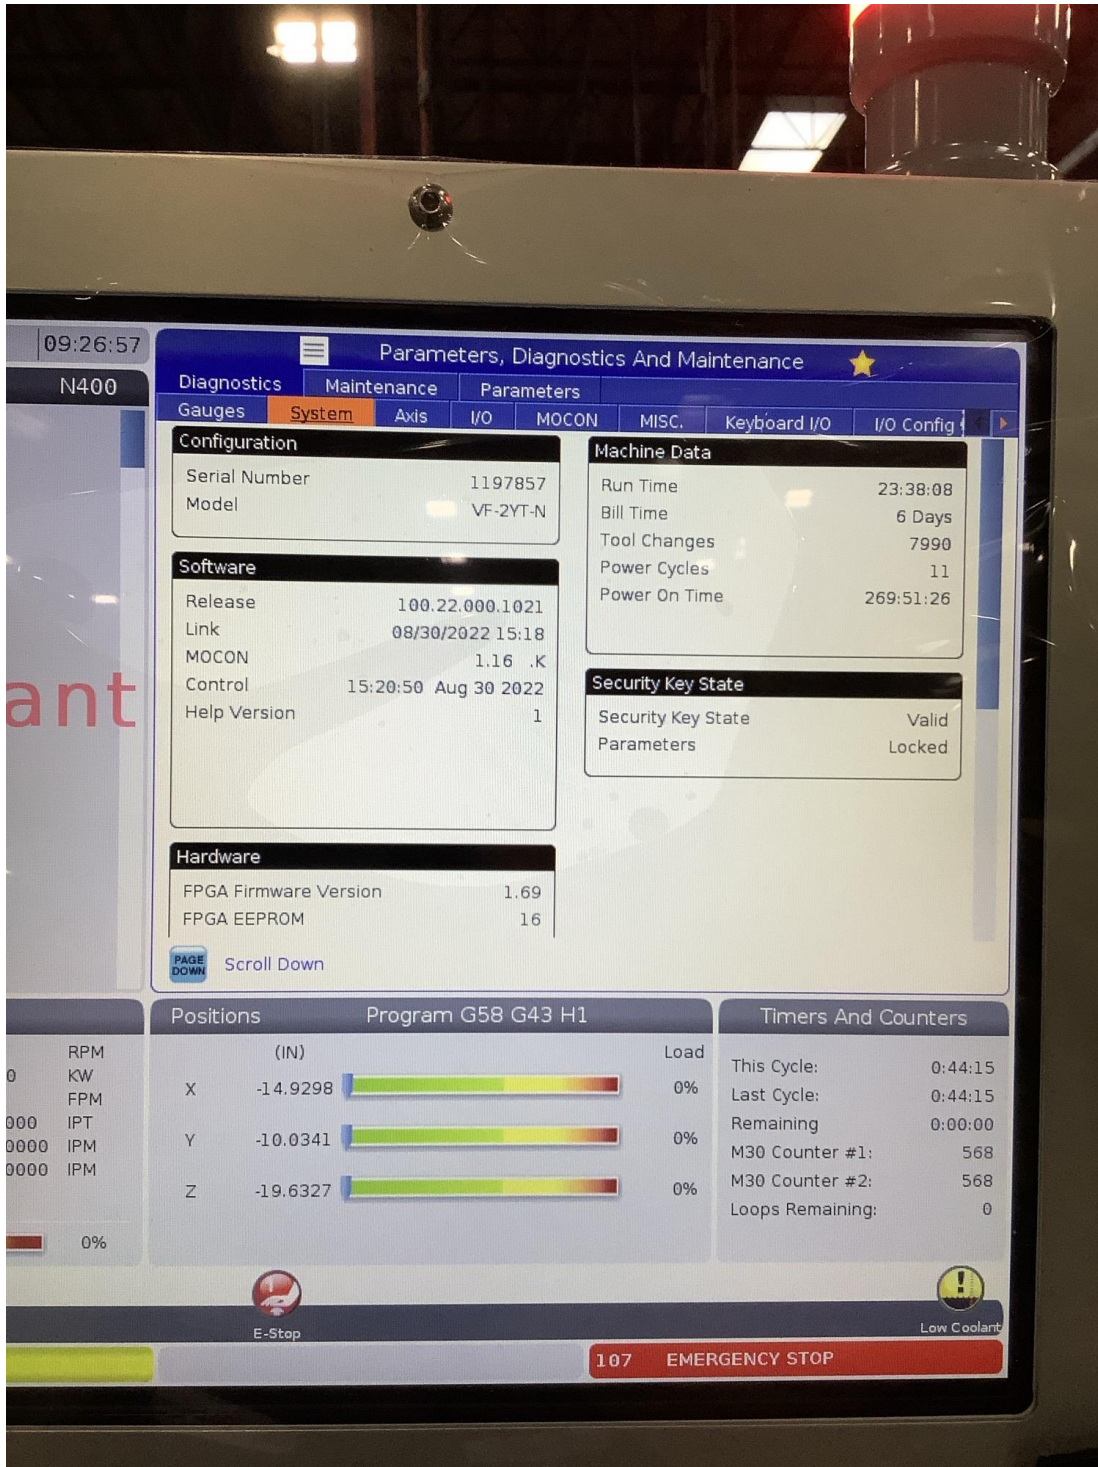 09:26:57
N400
ant
Parameters, Diagnostics And Maintenance
Diagnostics Maintenance Parameters
Gauges System Axis I/O MOCON MISC. Keyboard I/O I/O Config
Configuration
Serial Number 1197857
Model VF-2YT-N
Software
Release 100.22.000.1021
Link 08/30/2022 15:18
MOCON 1.16 .K
Control 15:20:50 Aug 30 2022
Help Version 1
Hardware
FPGA Firmware Version 1.69
FPGA EEPROM 16
PAGE
DOWN
Scroll Down
Machine Data
Run Time 23:38:08
Bill Time 6 Days
Tool Changes 7990
Power Cycles 11
Power On Time 269:51:26
Security Key State
Security Key State Valid
Parameters Locked
RPM
0 KW
FPM
000 IPT
0000 IPM
0000 IPM
0%
Positions Program G58 G43 H1
(IN) Load
X -14.9298 0%
Y -10.0341 0%
Z -19.6327 0%
Timers And Counters
This Cycle: 0:44:15
Last Cycle: 0:44:15
Remaining 0:00:00
M30 Counter #1: 568
M30 Counter #2: 568
Loops Remaining: 0
E-Stop
Low Coolant
107 EMERGENCY STOP